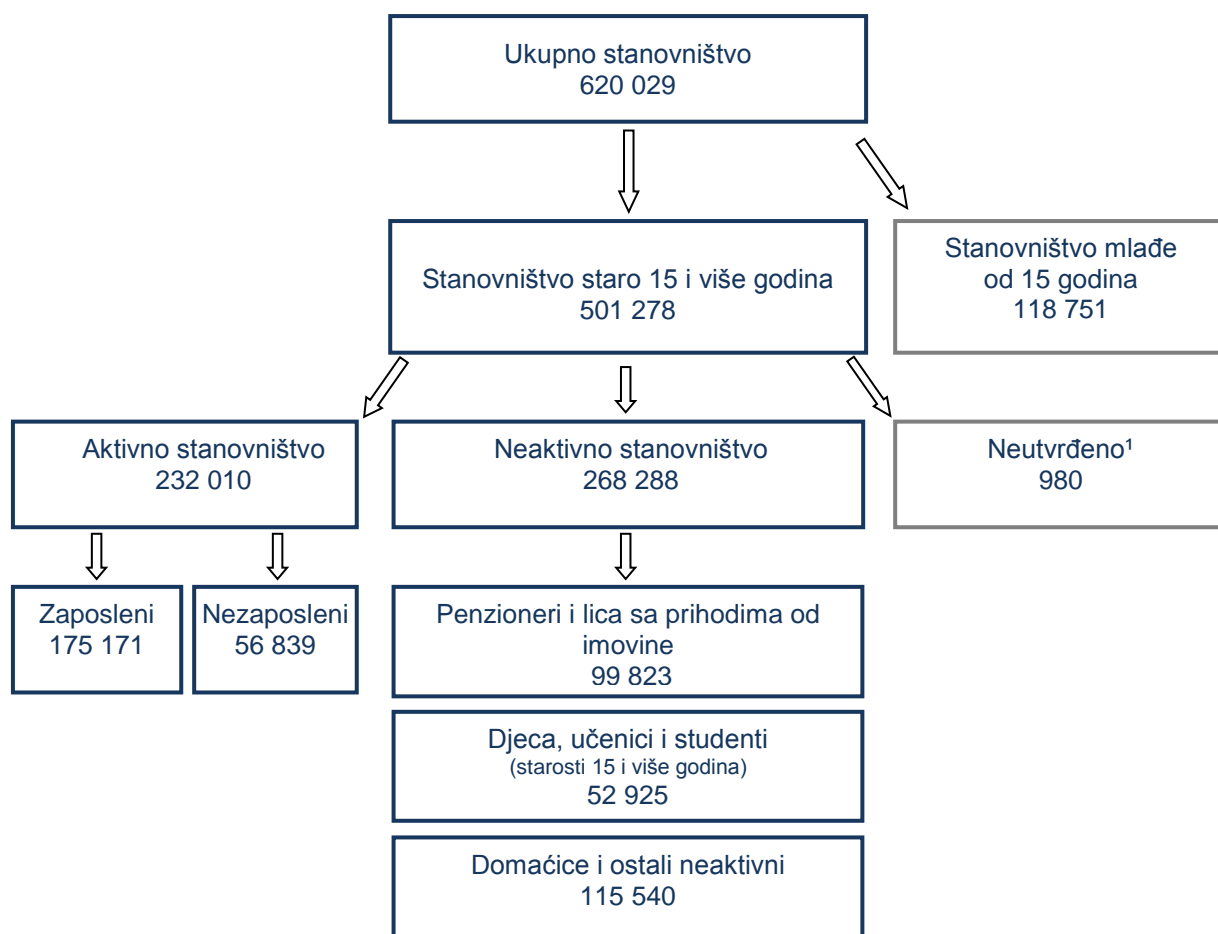 Ukupno stanovništvo
620 029
Stanovništvo staro 15 i više godina
501 278
Stanovništvo mlađe
od 15 godina
118 751
Aktivno stanovništvo
232 010
Neaktivno stanovništvo
268 288
Neutvrđeno¹
980
Zaposleni
175 171
Nezaposleni
56 839
Penzioneri i lica sa prihodima od
imovine
99 823
Djeca, učenici i studenti
(starosti 15 i više godina)
52 925
Domaćice i ostali neaktivni
115 540